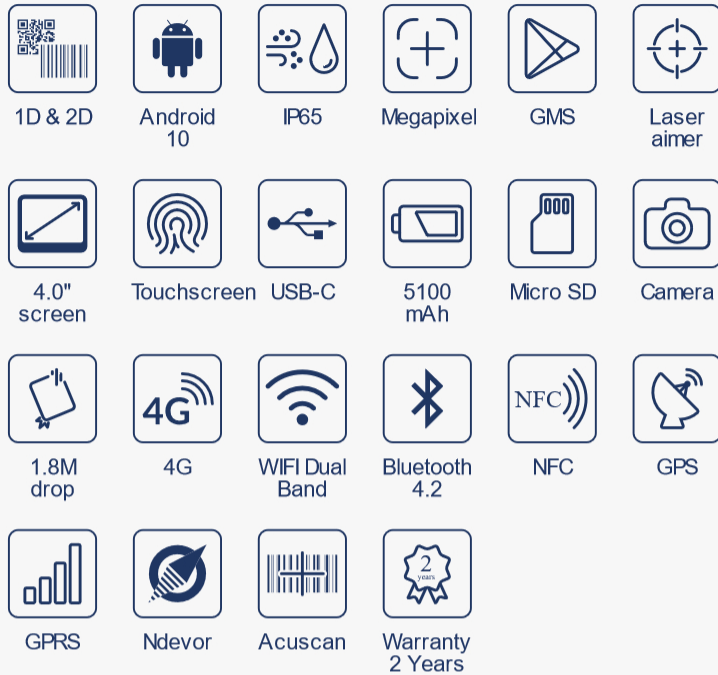 1D & 2D
Android
10
IP65
Megapixel
GMS
Laser
aimer
4.0"
screen
Touchscreen
USB-C
5100
mAh
Micro SD
Camera
4G
NFC
1.8M
drop
4G
WIFI Dual
Band
Bluetooth
4.2
NFC
GPS
2
years
GPRS
Ndevor
Acuscan
Warranty
2 Years